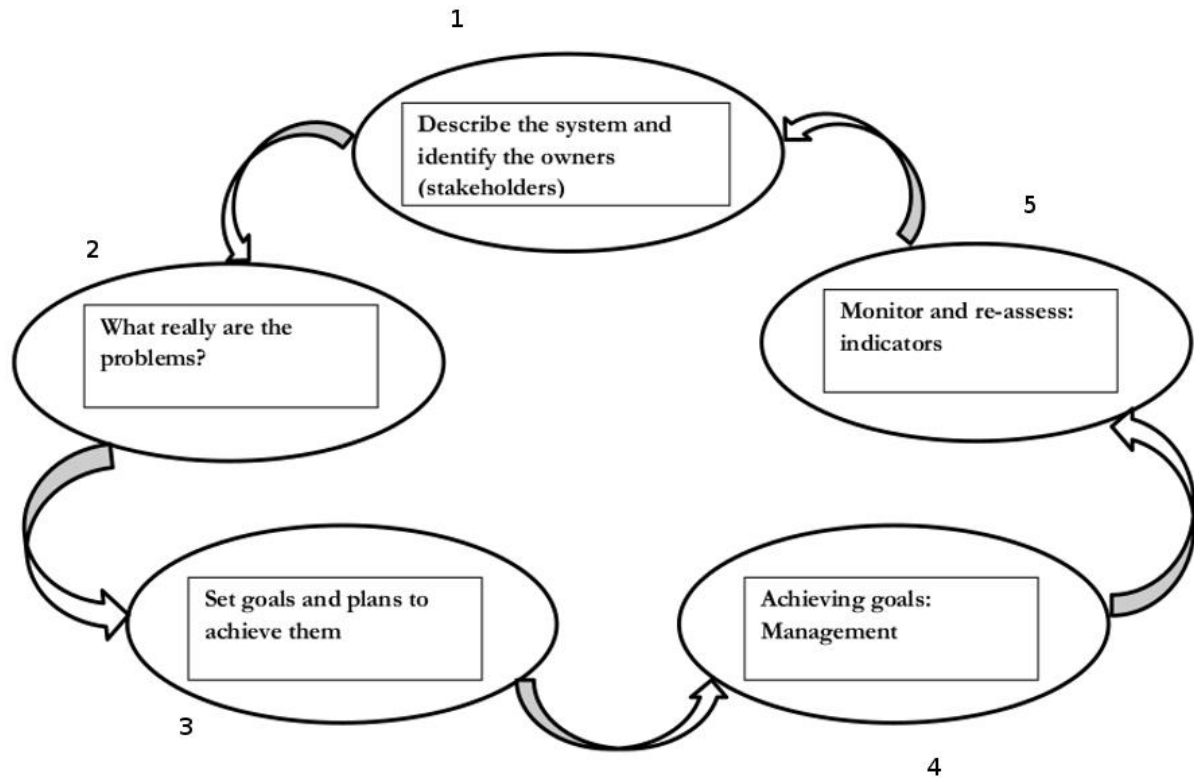 1
Describe the system and
identify the owners
(stakeholders)
2
What really are the
problems?
3
Set goals and plans to
achieve them
4
Achieving goals:
Management
5
Monitor and re-assess:
indicators